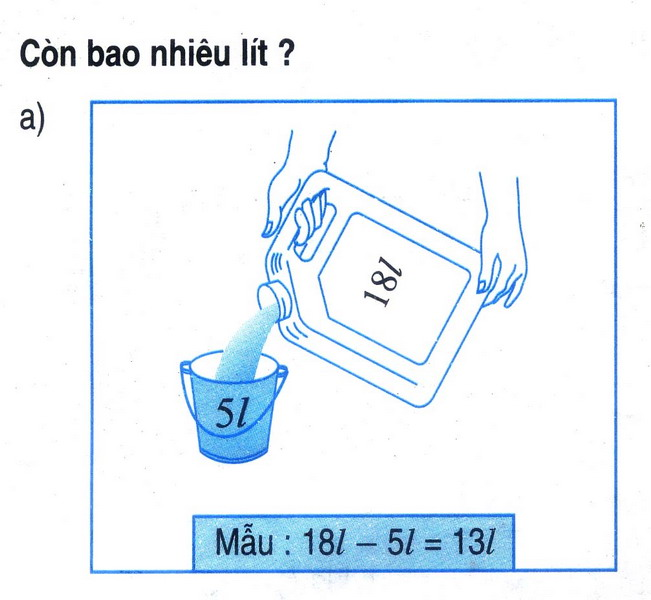 Còn bao nhiêu lít ?
a)
18l
5l
Mẫu : 18l – 5l = 13l